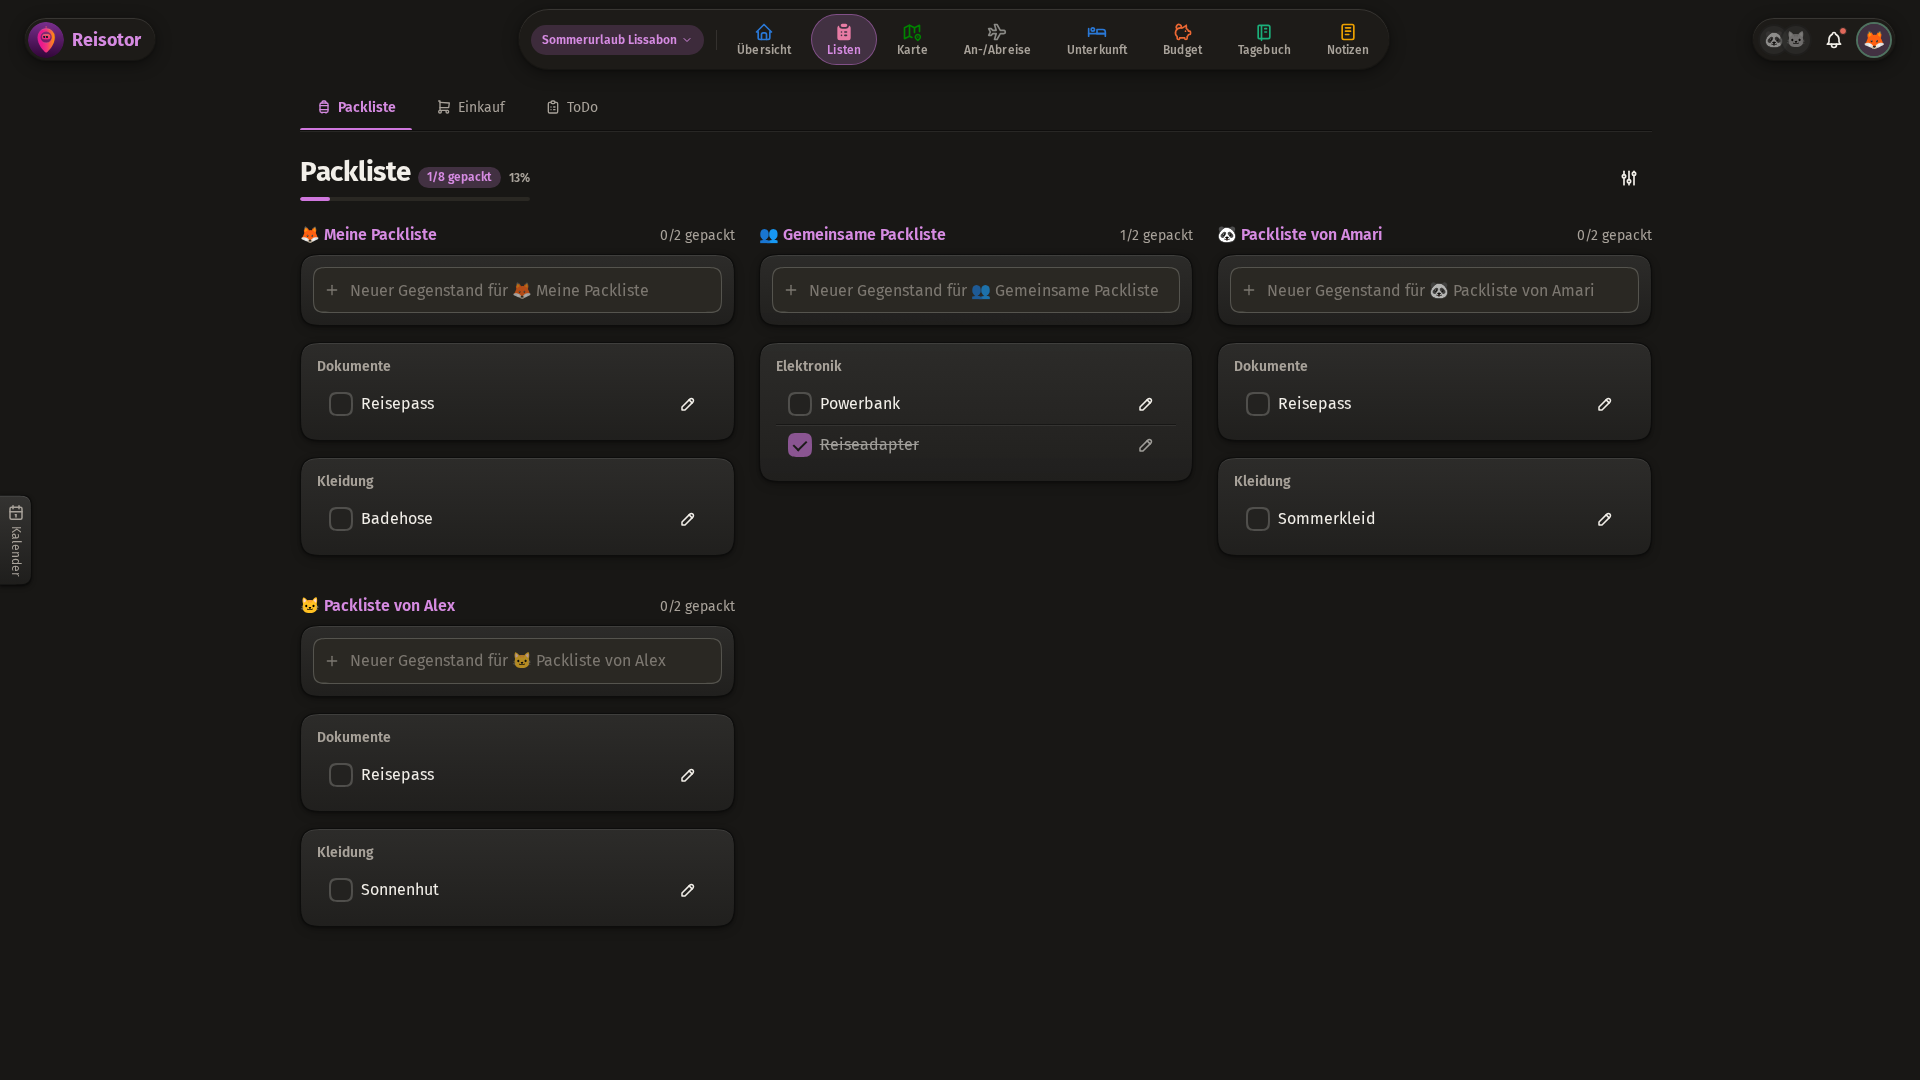 Reisotor
Sommerurlaub Lissabon
Übersicht
Listen
Karte
An-/Abreise
Unterkunft
Budget
Tagebuch
Notizen
Packliste
Einkauf
ToDo
Packliste
1/8 gepackt
13%
🦊 Meine Packliste
0/2 gepackt
Neuer Gegenstand für 🦊 Meine Packliste
Dokumente
Reisepass
Kleidung
Badehose
👥 Gemeinsame Packliste
1/2 gepackt
Neuer Gegenstand für 👥 Gemeinsame Packliste
Elektronik
Powerbank
Reiseadapter
🐼 Packliste von Amari
0/2 gepackt
Neuer Gegenstand für 🐼 Packliste von Amari
Dokumente
Reisepass
Kleidung
Sommerkleid
Kalender
🐱 Packliste von Alex
0/2 gepackt
Neuer Gegenstand für 🐱 Packliste von Alex
Dokumente
Reisepass
Kleidung
Sonnenhut